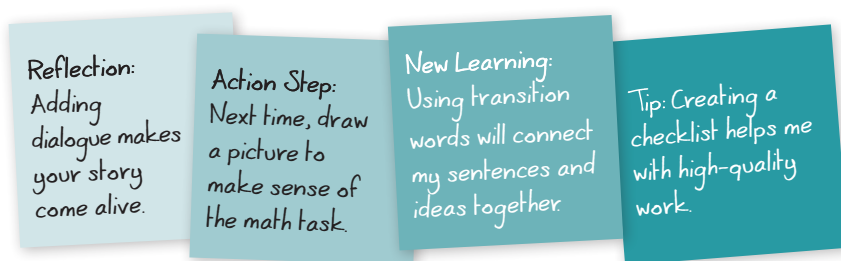 Reflection:
Adding
dialogue makes
your story
come alive.
Action Step:
Next time, draw
a picture to
make sense of
the math task.
New Learning:
Using transition
words will connect
my sentences and
ideas together.
Tip: Creating a
checklist helps me
with high-quality
work.